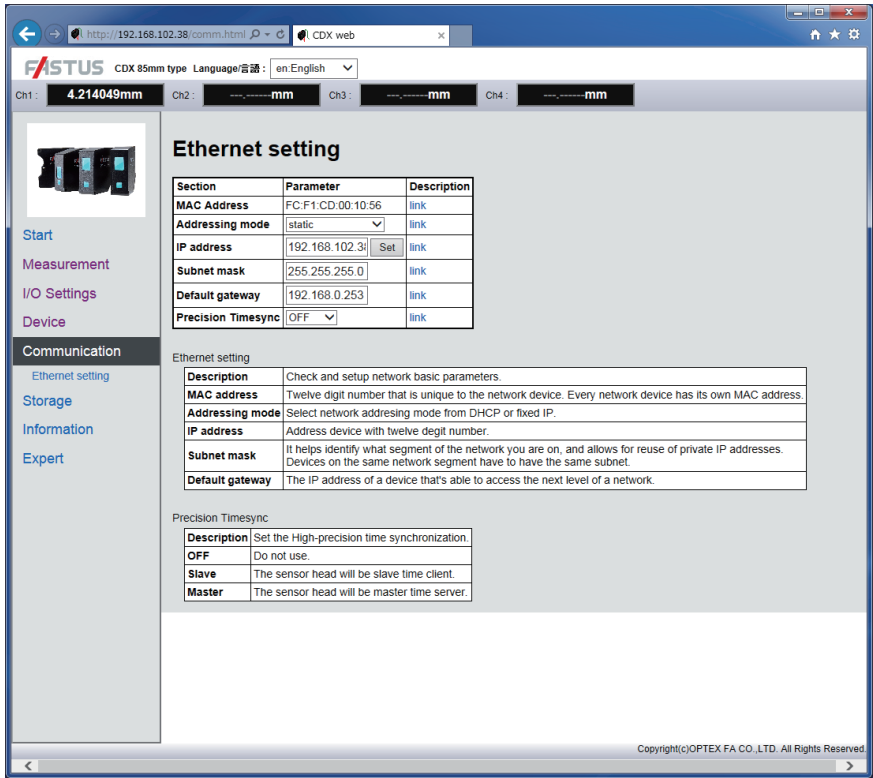 http://192.168.102.38/comm.html
CDX web
FASTUS CDX 85mm type Language/言語 : en:English
Ch1 : 4.214049mm Ch2 : ---.------mm Ch3 : ---.------mm Ch4 : ---.------mm
Start
Measurement
I/O Settings
Device
Communication
Ethernet setting
Storage
Information
Expert
Ethernet setting
Section Parameter Description
MAC Address FC:F1:CD:00:10:56 link
Addressing mode static link
IP address 192.168.102.38 Set link
Subnet mask 255.255.255.0 link
Default gateway 192.168.0.253 link
Precision Timesync OFF link
Ethernet setting
Description Check and setup network basic parameters.
MAC address Twelve digit number that is unique to the network device. Every network device has its own MAC address.
Addressing mode Select network addresing mode from DHCP or fixed IP.
IP address Address device with twelve degit number.
Subnet mask It helps identify what segment of the network you are on, and allows for reuse of private IP addresses.
Devices on the same network segment have to have the same subnet.
Default gateway The IP address of a device that's able to access the next level of a network.
Precision Timesync
Description Set the High-precision time synchronization.
OFF Do not use.
Slave The sensor head will be slave time client.
Master The sensor head will be master time server.
Copyright(c)OPTEX FA CO.,LTD. All Rights Reserved.